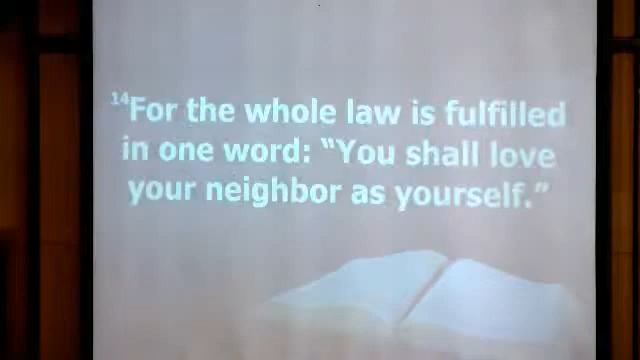 14For the whole law is fulfilled
in one word: "You shall love
your neighbor as yourself."